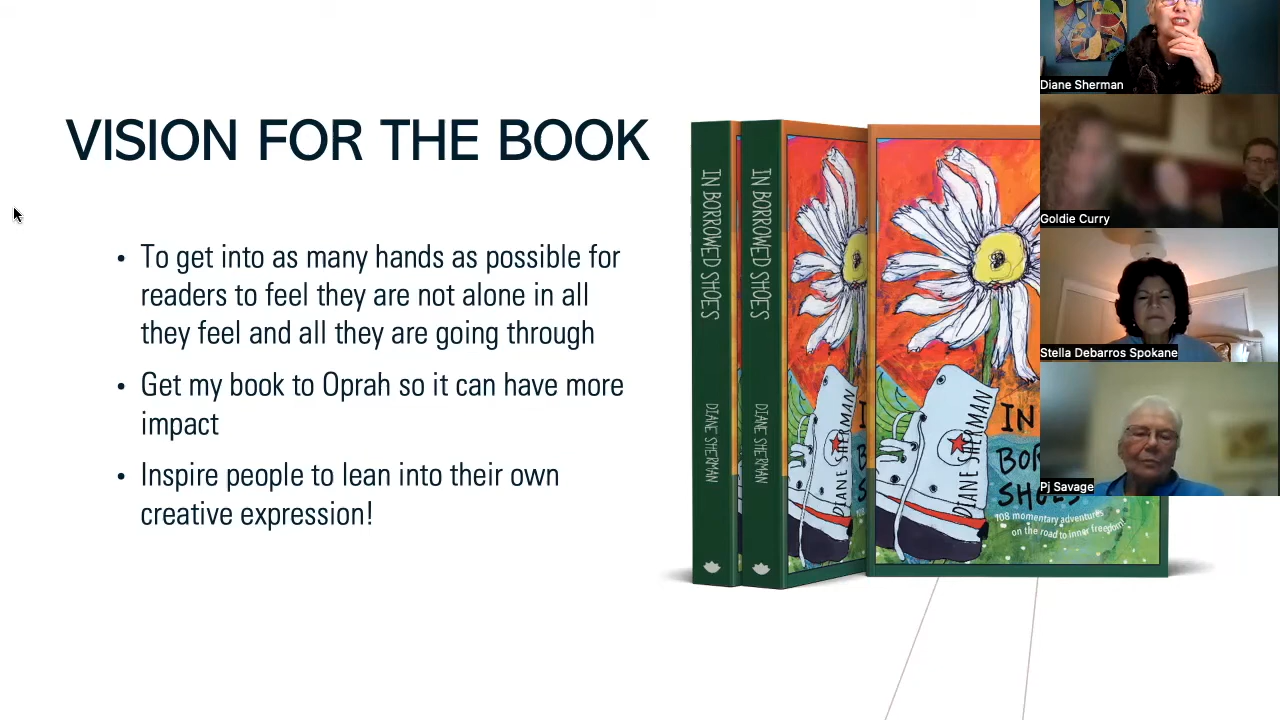 VISION FOR THE BOOK
• To get into as many hands as possible for
readers to feel they are not alone in all
they feel and all they are going through
• Get my book to Oprah so it can have more
impact
• Inspire people to lean into their own
creative expression!
IN BORROWED SHOES
DIANE SHERMAN
IN BORROWED SHOES
DIANE SHERMAN
DIANE SHERMAN
DIANE SHERMAN
IN
SHOES
108 momentary adventures
on the road to inner freedom!
Diane Sherman
Goldie Curry
Stella Debarros Spokane
Pj Savage